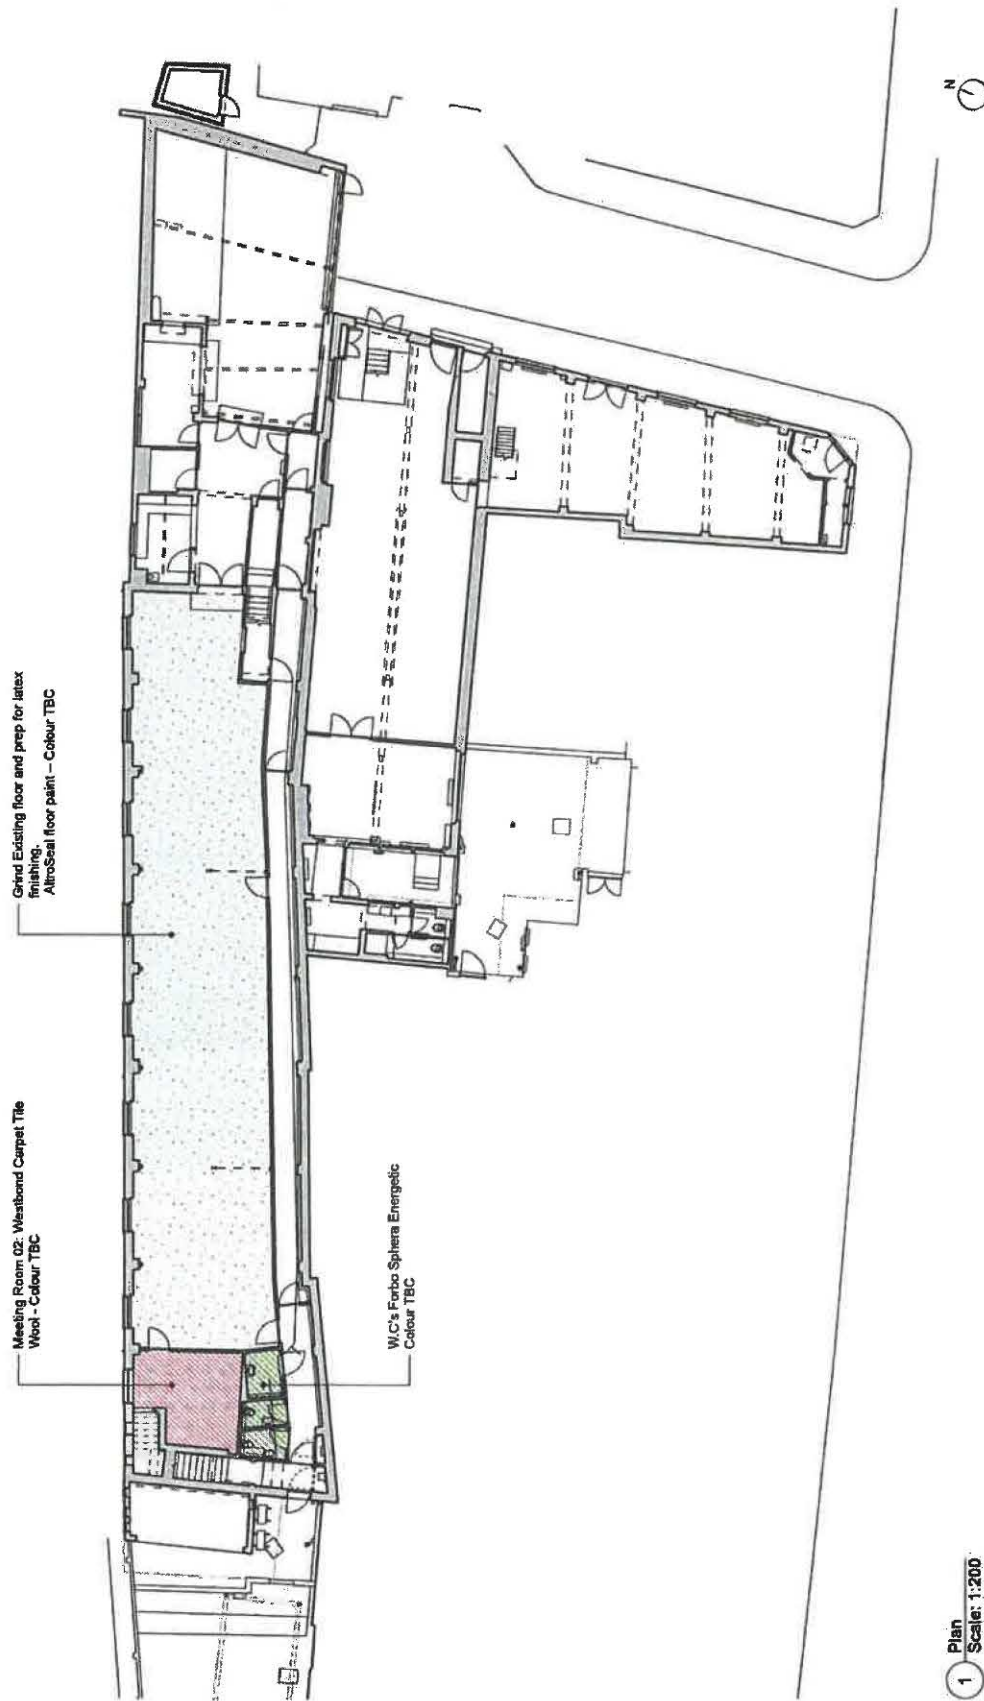 Meeting Room 02: Westbond Carpet Tile
Wool - Colour TBC
Grind Existing floor and prep for latex
finishing.
AltroSeal floor paint – Colour TBC
W.C's Forbo Sphera Energetic
Colour TBC
N
1
Plan
Scale: 1:200